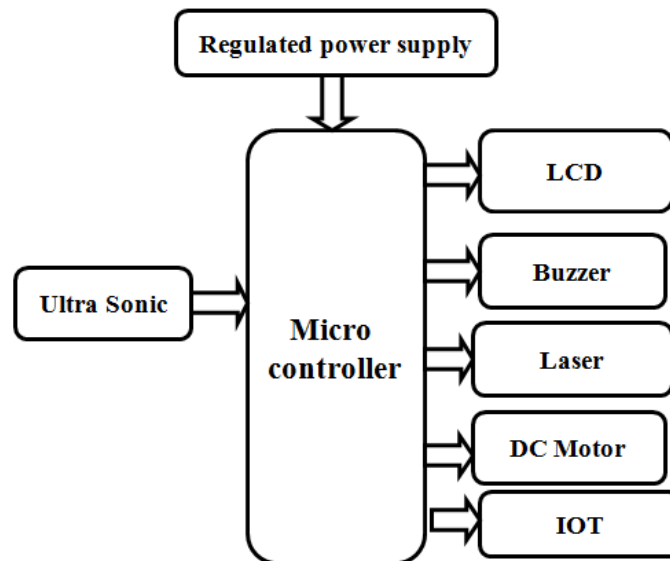 Regulated power supply
LCD
Buzzer
Ultra Sonic
Micro
controller
Laser
DC Motor
IOT